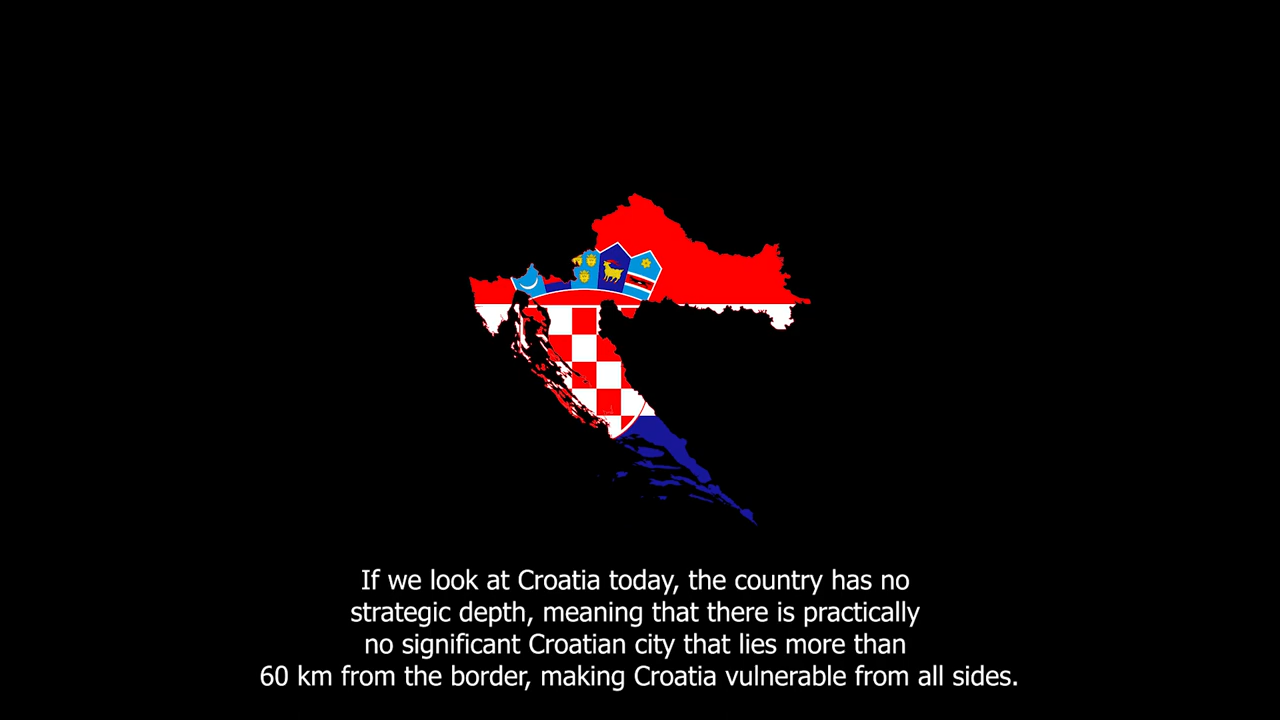 If we look at Croatia today, the country has no
strategic depth, meaning that there is practically
no significant Croatian city that lies more than
60 km from the border, making Croatia vulnerable from all sides.